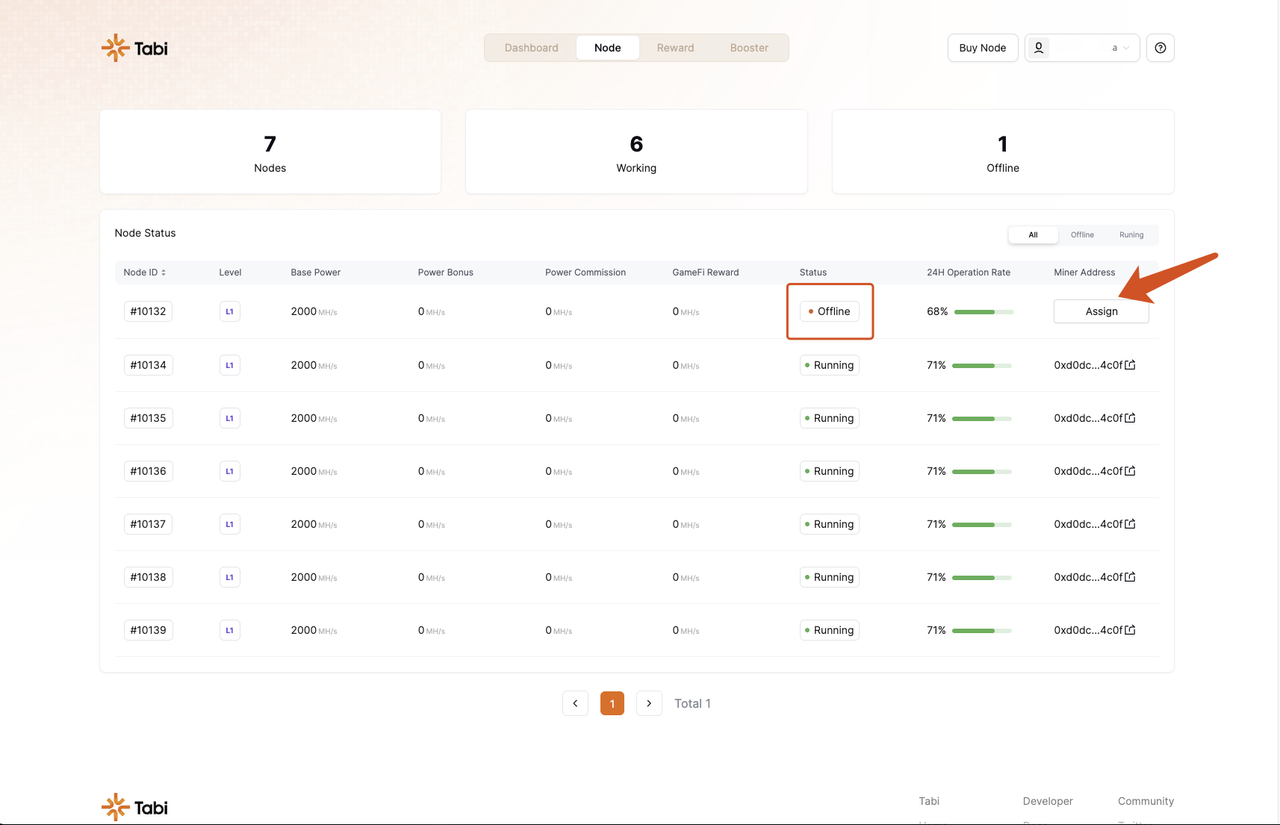 Tabi
Dashboard Node Reward Booster
Buy Node a
7
Nodes
6
Working
1
Offline
Node Status
All Offline Runing
Node ID Level Base Power Power Bonus Power Commission GameFi Reward Status 24H Operation Rate Miner Address
#10132 L1 2000 MH/s 0 MH/s 0 MH/s 0 MH/s Offline 68% Assign
#10134 L1 2000 MH/s 0 MH/s 0 MH/s 0 MH/s Running 71% 0xd0dc...4c0f
#10135 L1 2000 MH/s 0 MH/s 0 MH/s 0 MH/s Running 71% 0xd0dc...4c0f
#10136 L1 2000 MH/s 0 MH/s 0 MH/s 0 MH/s Running 71% 0xd0dc...4c0f
#10137 L1 2000 MH/s 0 MH/s 0 MH/s 0 MH/s Running 71% 0xd0dc...4c0f
#10138 L1 2000 MH/s 0 MH/s 0 MH/s 0 MH/s Running 71% 0xd0dc...4c0f
#10139 L1 2000 MH/s 0 MH/s 0 MH/s 0 MH/s Running 71% 0xd0dc...4c0f
< 1 > Total 1
Tabi
Tabi Developer Community